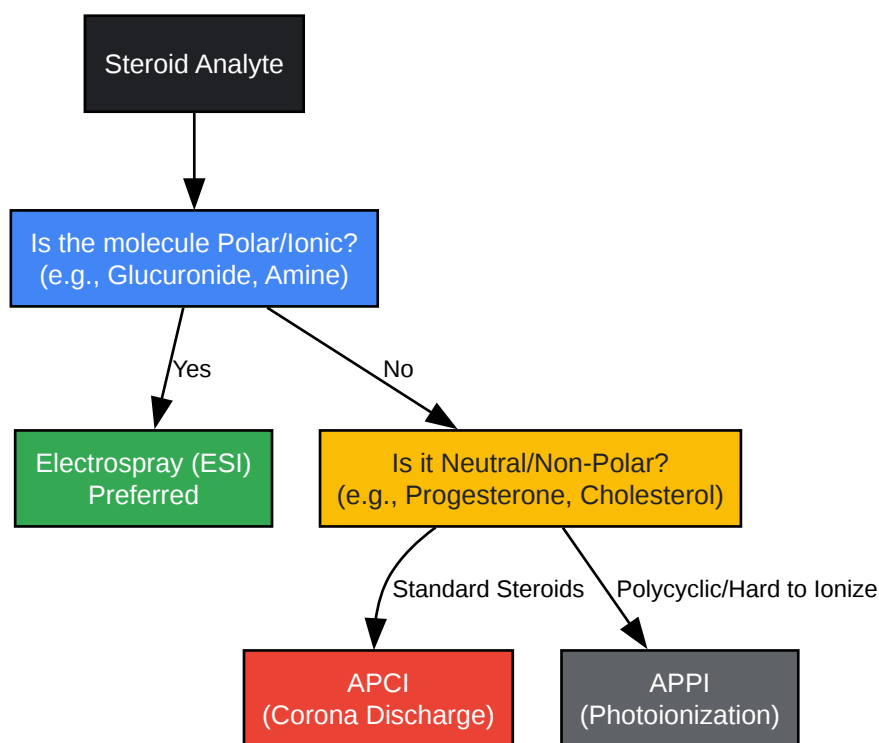 Steroid Analyte
Is the molecule Polar/Ionic?
(e.g., Glucuronide, Amine)
Yes
No
Electrospray (ESI)
Preferred
Is it Neutral/Non-Polar?
(e.g., Progesterone, Cholesterol)
Standard Steroids
Polycyclic/Hard to Ionize
APCI
(Corona Discharge)
APPI
(Photoionization)